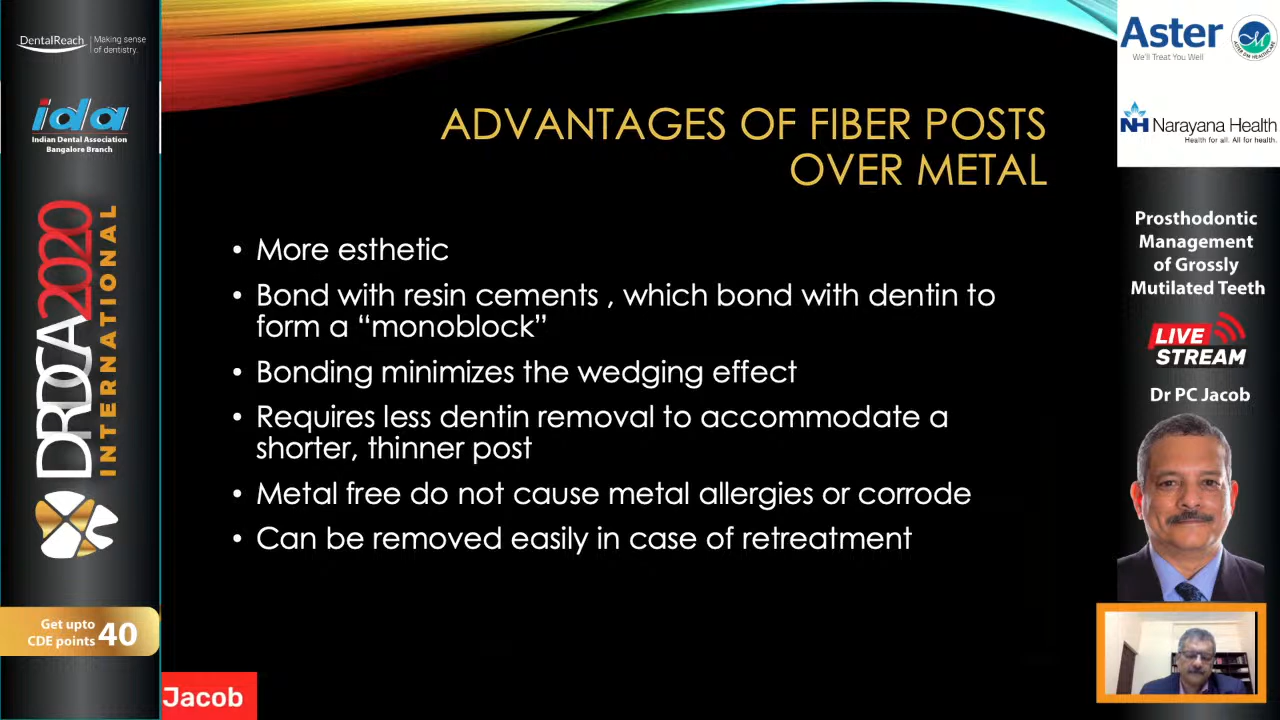 DentalReach
Making sense
of dentistry.
ida
Indian Dental Association
Bangalore Branch
DRDCA2020
INTERNATIONAL
Get upto
CDE points 40
ADVANTAGES OF FIBER POSTS
OVER METAL
• More esthetic
• Bond with resin cements , which bond with dentin to
form a “monoblock”
• Bonding minimizes the wedging effect
• Requires less dentin removal to accommodate a
shorter, thinner post
• Metal free do not cause metal allergies or corrode
• Can be removed easily in case of retreatment
Jacob
Aster
We'll Treat You Well
ASTER DM HEALTHCARE
NH Narayana Health
Health for all. All for health.
Prosthodontic
Management
of Grossly
Mutilated Teeth
LIVE
STREAM
Dr PC Jacob